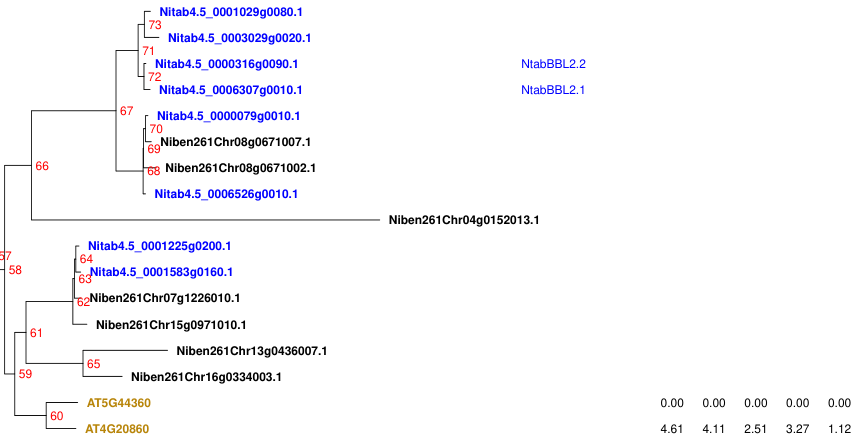 Nitab4.5_0001029g0080.1
73
Nitab4.5_0003029g0020.1
71
Nitab4.5_0000316g0090.1 NtabBBL2.2
72
Nitab4.5_0006307g0010.1 NtabBBL2.1
67
Nitab4.5_0000079g0010.1
70
Niben261Chr08g0671007.1
69
Niben261Chr08g0671002.1
68
66
Nitab4.5_0006526g0010.1
Niben261Chr04g0152013.1
Nitab4.5_0001225g0200.1
57
64
58
Nitab4.5_0001583g0160.1
63
Niben261Chr07g1226010.1
62
Niben261Chr15g0971010.1
61
Niben261Chr13g0436007.1
65
59
Niben261Chr16g0334003.1
AT5G44360 0.00 0.00 0.00 0.00 0.00
60
AT4G20860 4.61 4.11 2.51 3.27 1.12